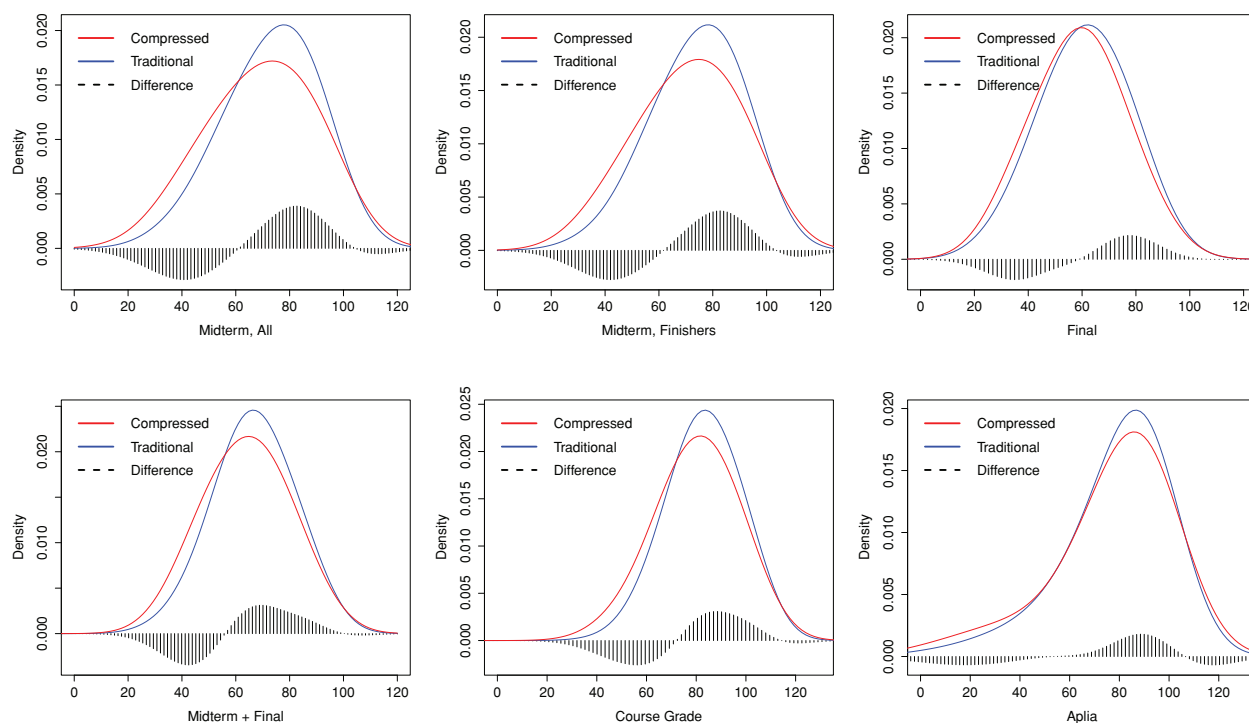 Compressed
Traditional
Difference
Density
0.000 0.005 0.010 0.015 0.020
0 20 40 60 80 100 120
Midterm, All
Compressed
Traditional
Difference
Density
0.000 0.005 0.010 0.015 0.020
0 20 40 60 80 100 120
Midterm, Finishers
Compressed
Traditional
Difference
Density
0.000 0.005 0.010 0.015 0.020
0 20 40 60 80 100 120
Final
Compressed
Traditional
Difference
Density
0.000 0.010 0.020
0 20 40 60 80 100 120
Midterm + Final
Compressed
Traditional
Difference
Density
0.000 0.005 0.010 0.015 0.020 0.025
0 20 40 60 80 100 120
Course Grade
Compressed
Traditional
Difference
Density
0.000 0.005 0.010 0.015 0.020
0 20 40 60 80 100 120
Aplia